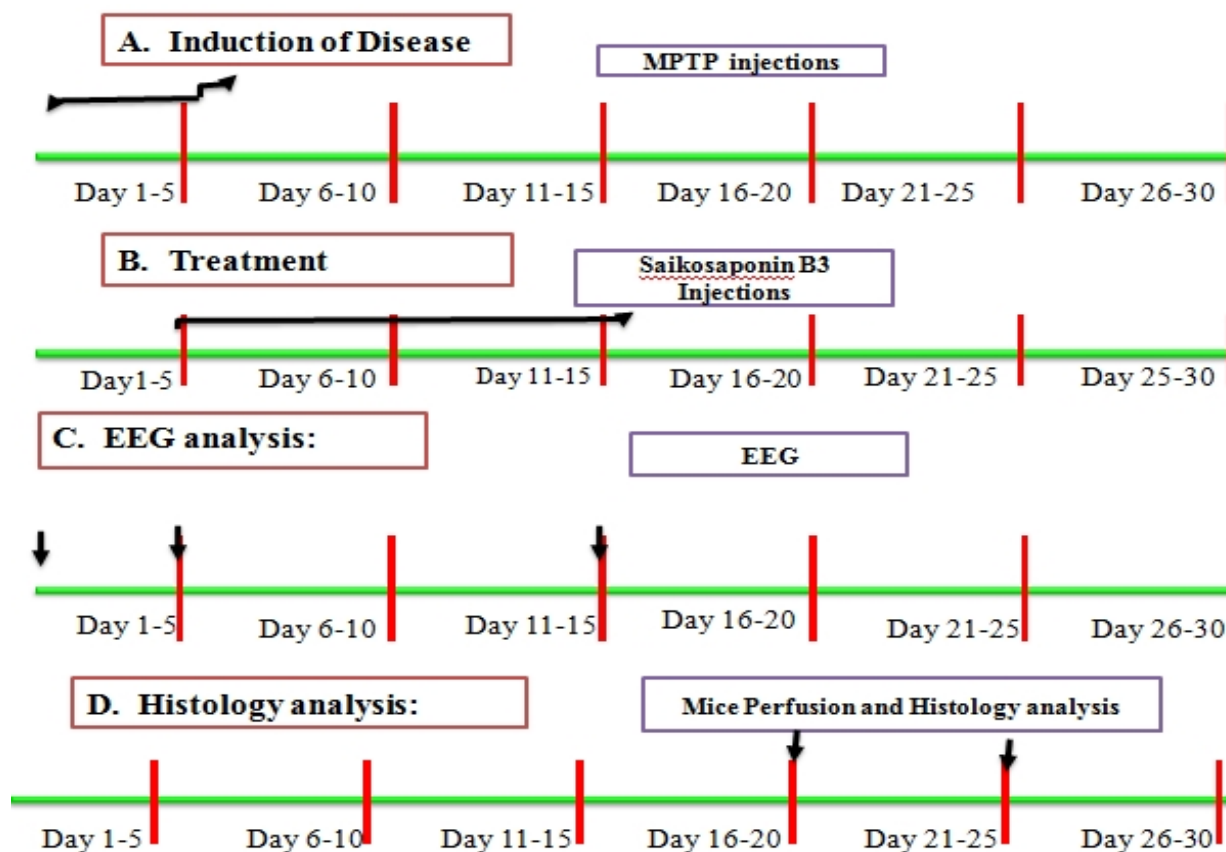 A. Induction of Disease
MPTP injections
Day 1-5 Day 6-10 Day 11-15 Day 16-20 Day 21-25 Day 26-30
B. Treatment
Saikosaponin B3
Injections
Day1-5 Day 6-10 Day 11-15 Day 16-20 Day 21-25 Day 25-30
C. EEG analysis:
EEG
Day 1-5 Day 6-10 Day 11-15 Day 16-20 Day 21-25 Day 26-30
D. Histology analysis:
Mice Perfusion and Histology analysis
Day 1-5 Day 6-10 Day 11-15 Day 16-20 Day 21-25 Day 26-30